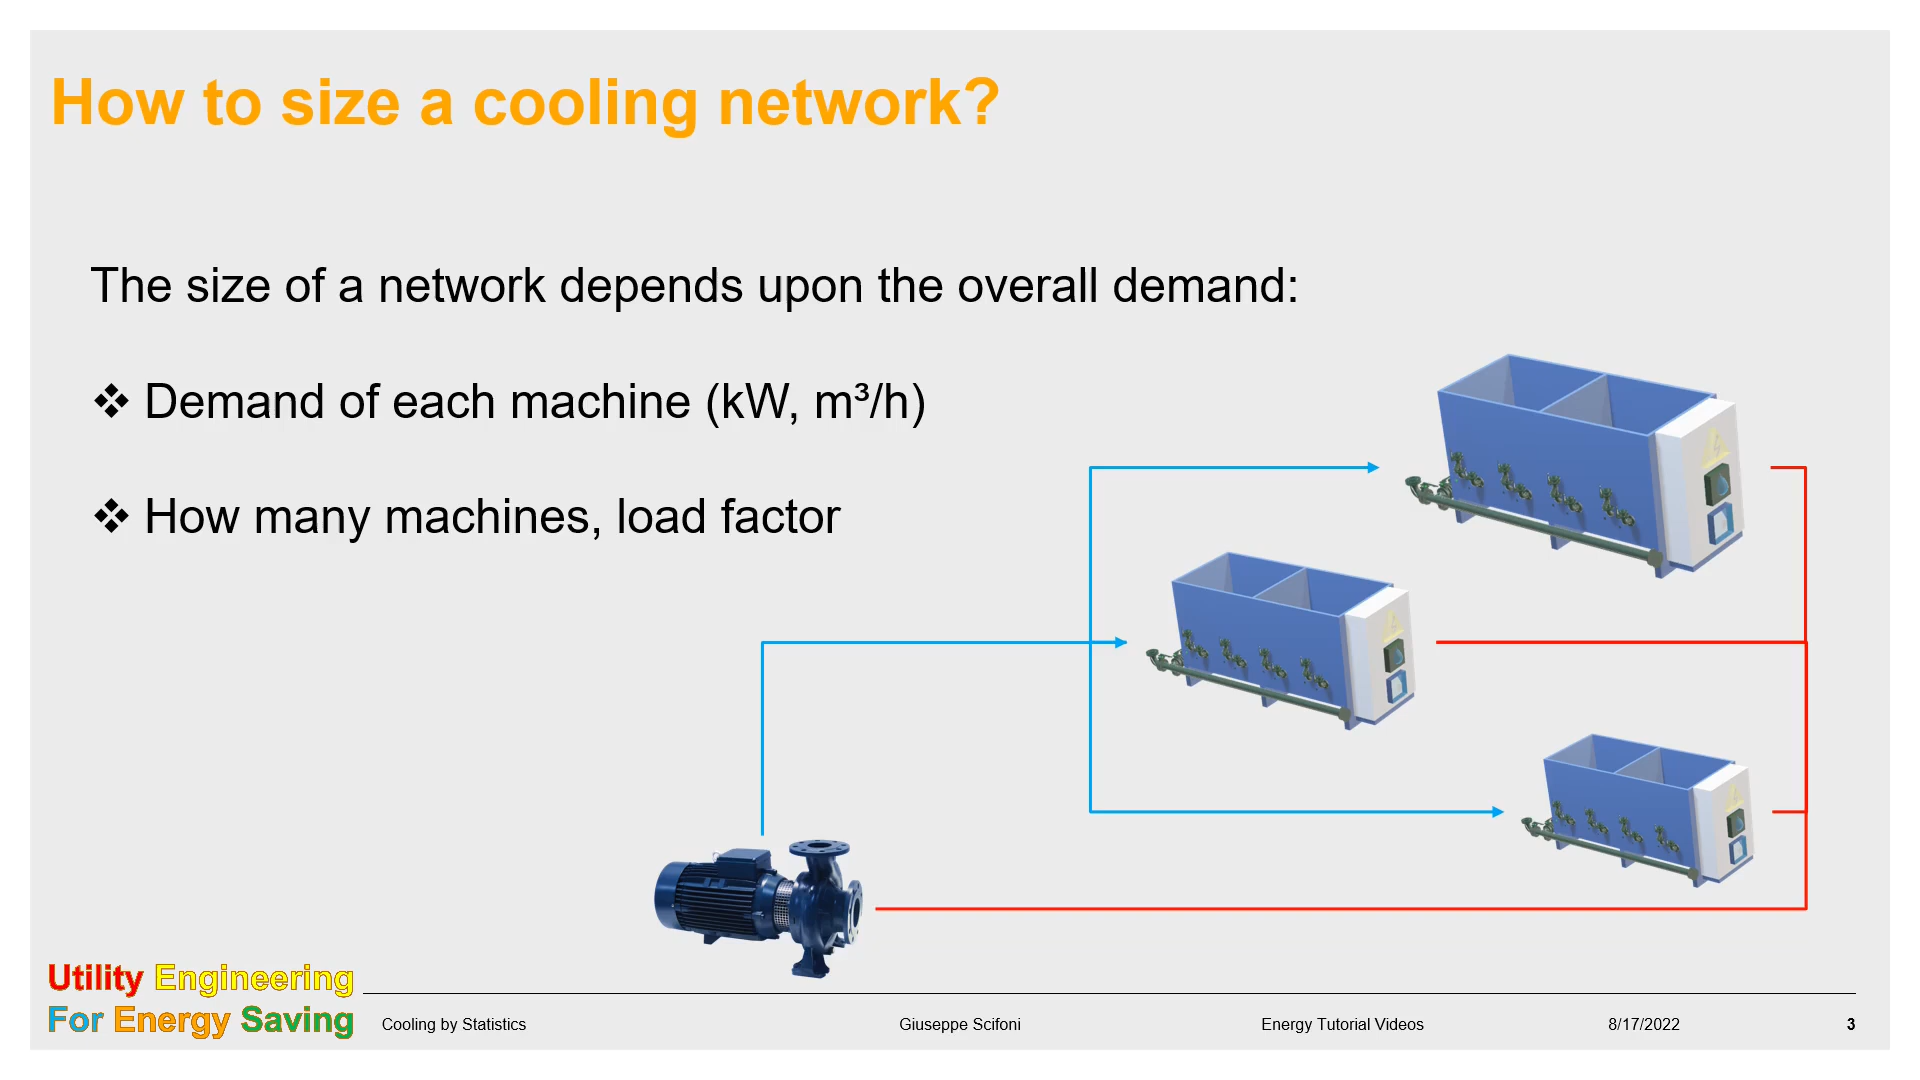 How to size a cooling network?
The size of a network depends upon the overall demand:
❖ Demand of each machine (kW, m³/h)
❖ How many machines, load factor
Utility Engineering
For Energy Saving
Cooling by Statistics
Giuseppe Scifoni
Energy Tutorial Videos
8/17/2022
3